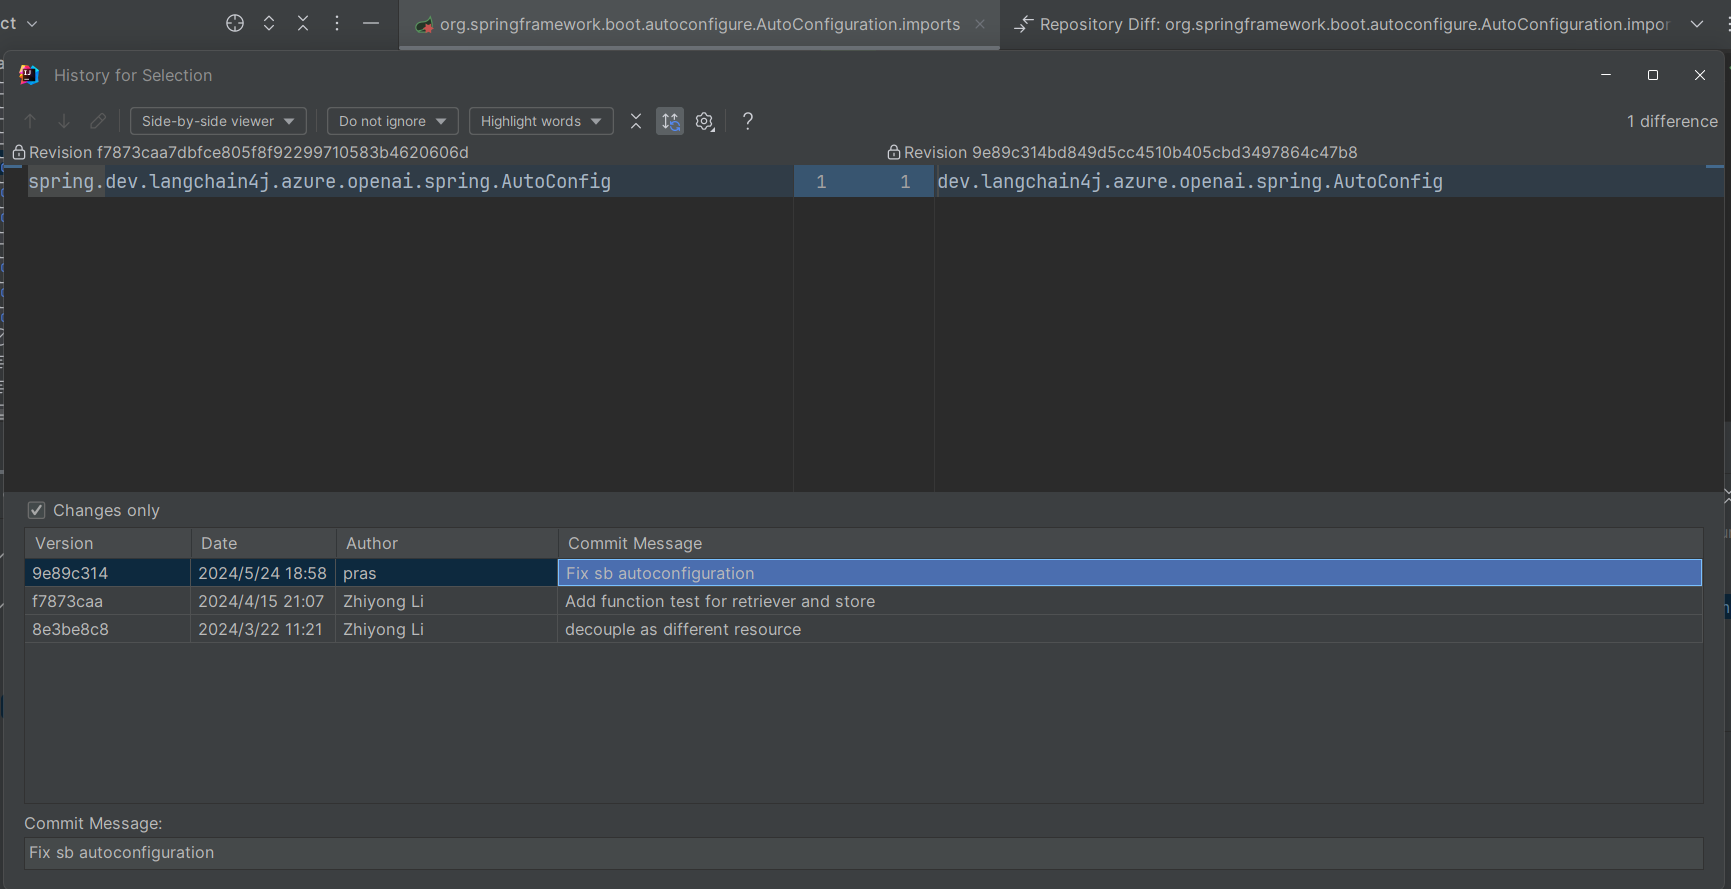 ct
org.springframework.boot.autoconfigure.AutoConfiguration.imports
Repository Diff: org.springframework.boot.autoconfigure.AutoConfiguration.impor
History for Selection
Side-by-side viewer
Do not ignore
Highlight words
?
1 difference
Revision f7873caa7dbfce805f8f92299710583b4620606d
Revision 9e89c314bd849d5cc4510b405cbd3497864c47b8
spring.dev.langchain4j.azure.openai.spring.AutoConfig
1
1
dev.langchain4j.azure.openai.spring.AutoConfig
Changes only
Version Date Author Commit Message
9e89c314 2024/5/24 18:58 pras Fix sb autoconfiguration
f7873caa 2024/4/15 21:07 Zhiyong Li Add function test for retriever and store
8e3be8c8 2024/3/22 11:21 Zhiyong Li decouple as different resource
Commit Message:
Fix sb autoconfiguration